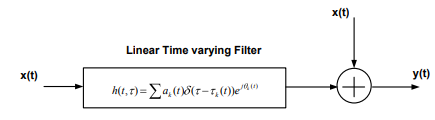 x(t)
Linear Time varying Filter
x(t)
h(t,τ)=∑a_k(t)δ(τ−τ_k(t))e^{jθ_k(t)}
y(t)